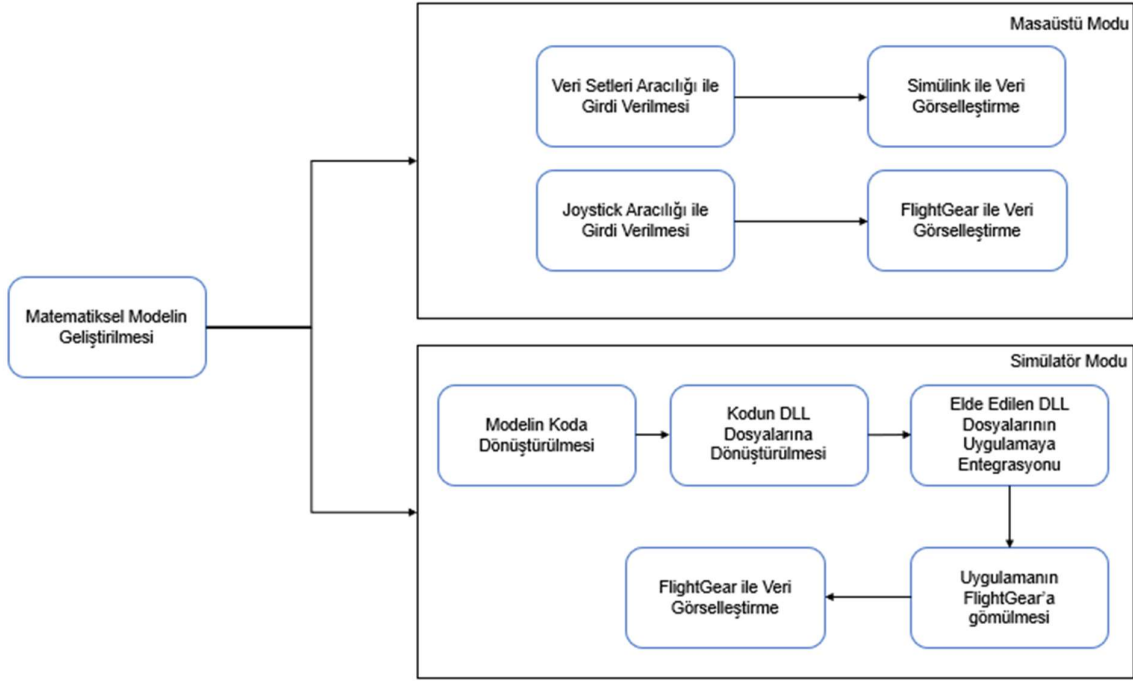 Masaüstü Modu
Veri Setleri Aracılığı ile
Girdi Verilmesi
Simülink ile Veri
Görselleştirme
Joystick Aracılığı ile
Girdi Verilmesi
FlightGear ile Veri
Görselleştirme
Matematiksel Modelin
Geliştirilmesi
Simülatör Modu
Modelin Koda
Dönüştürülmesi
Kodun DLL
Dosyalarına
Dönüştürülmesi
Elde Edilen DLL
Dosyalarının
Uygulamaya
Entegrasyonu
FlightGear ile Veri
Görselleştirme
Uygulamanın
FlightGear'a
gömülmesi